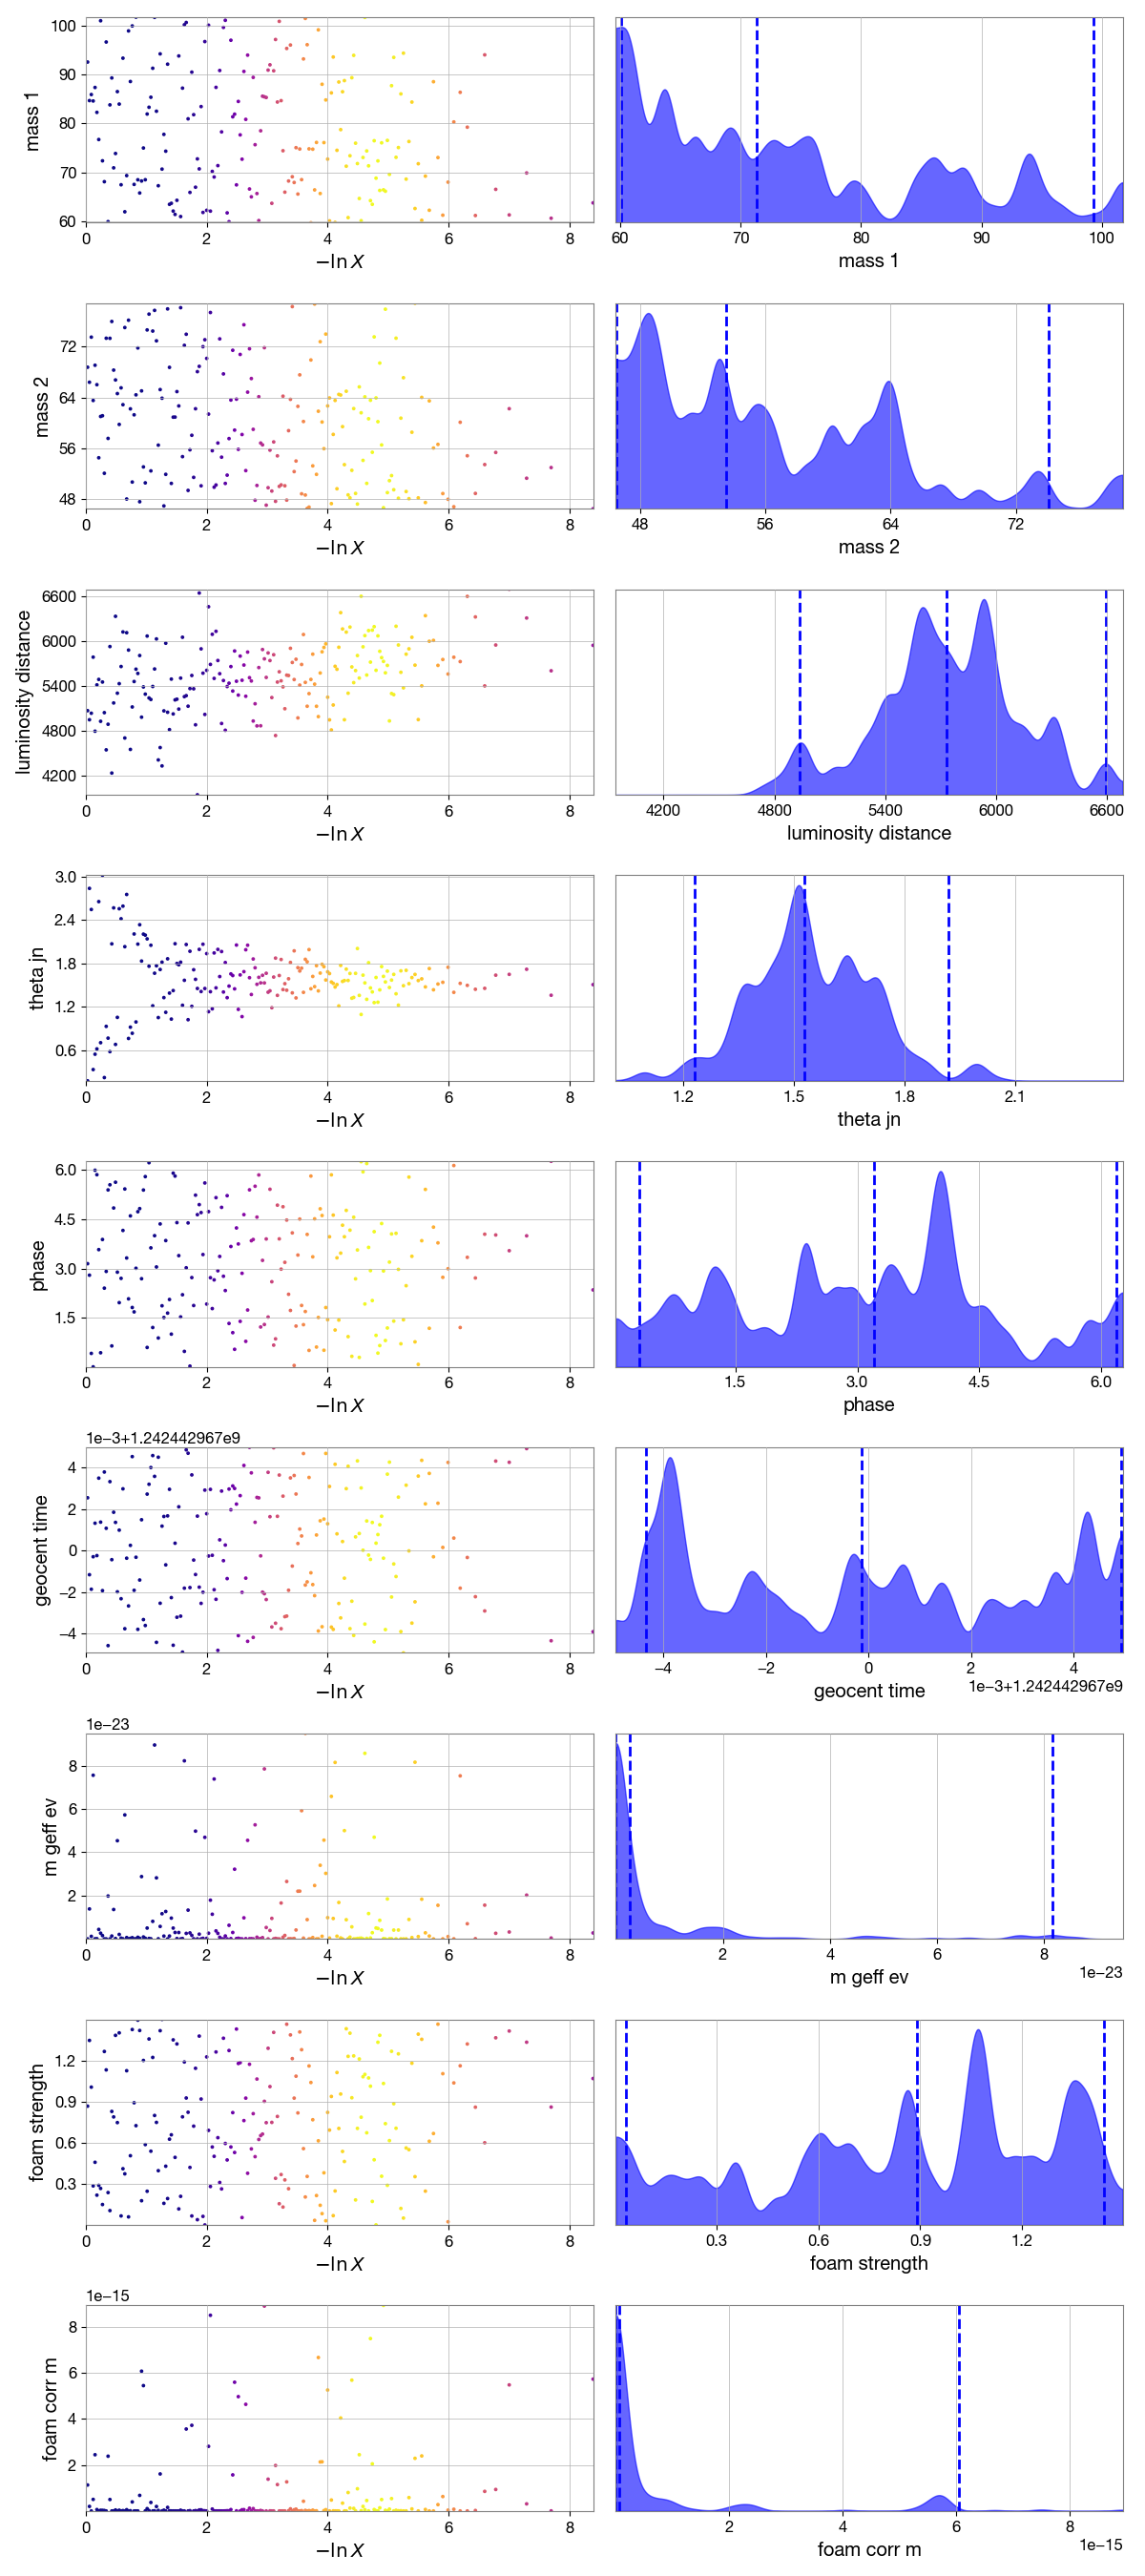 100
90
80
70
60
mass 1
0 2 4 6 8
−ln X
60 70 80 90 100
mass 1
72
64
56
48
mass 2
0 2 4 6 8
−ln X
48 56 64 72
mass 2
6600
6000
5400
4800
4200
luminosity distance
0 2 4 6 8
−ln X
4200 4800 5400 6000 6600
luminosity distance
3.0
2.4
1.8
1.2
0.6
theta jn
0 2 4 6 8
−ln X
1.2 1.5 1.8 2.1
theta jn
6.0
4.5
3.0
1.5
phase
0 2 4 6 8
−ln X
1.5 3.0 4.5 6.0
phase
1e−3+1.242442967e9
4
2
0
−2
−4
geocent time
0 2 4 6 8
−ln X
−4 −2 0 2 4
geocent time
1e−3+1.242442967e9
1e−23
8
6
4
2
m geff ev
0 2 4 6 8
−ln X
2 4 6 8
1e−23
m geff ev
1.2
0.9
0.6
0.3
foam strength
0 2 4 6 8
−ln X
0.3 0.6 0.9 1.2
foam strength
1e−15
8
6
4
2
foam corr m
0 2 4 6 8
−ln X
2 4 6 8
1e−15
foam corr m